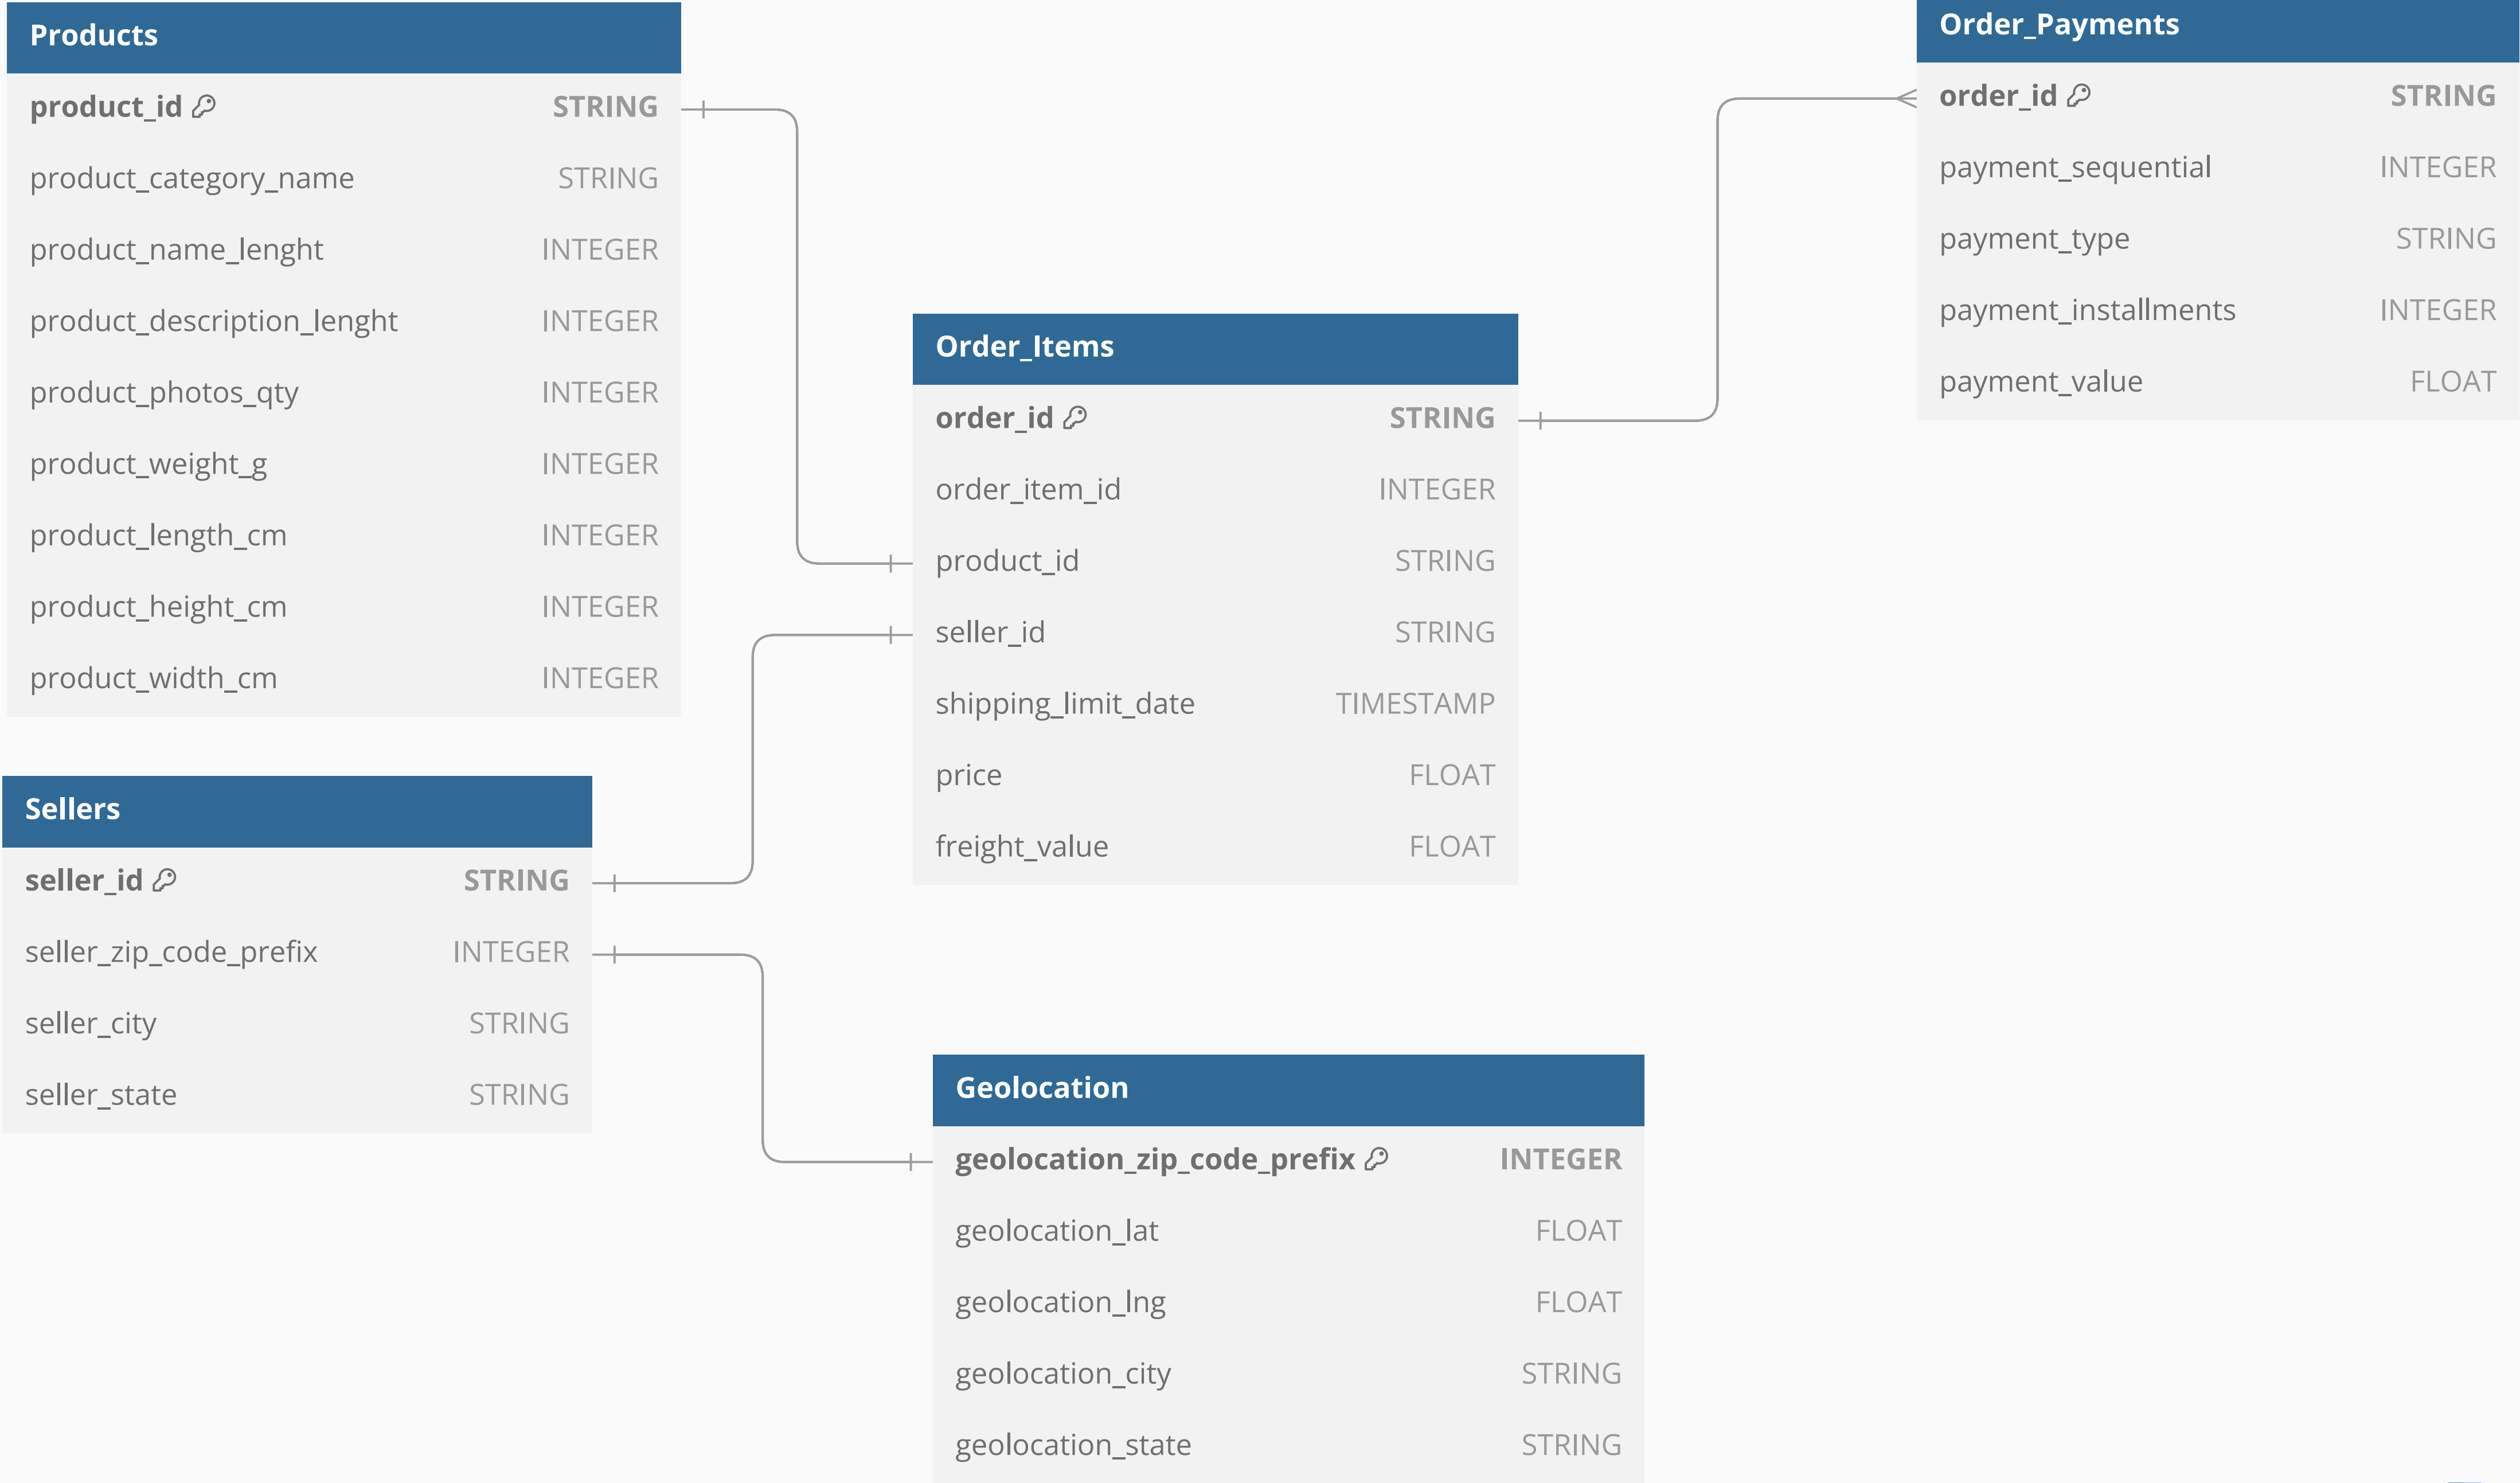 Products
product_id STRING
product_category_name STRING
product_name_lenght INTEGER
product_description_lenght INTEGER
product_photos_qty INTEGER
product_weight_g INTEGER
product_length_cm INTEGER
product_height_cm INTEGER
product_width_cm INTEGER
Sellers
seller_id STRING
seller_zip_code_prefix INTEGER
seller_city STRING
seller_state STRING
Order_Items
order_id STRING
order_item_id INTEGER
product_id STRING
seller_id STRING
shipping_limit_date TIMESTAMP
price FLOAT
freight_value FLOAT
Geolocation
geolocation_zip_code_prefix INTEGER
geolocation_lat FLOAT
geolocation_lng FLOAT
geolocation_city STRING
geolocation_state STRING
Order_Payments
order_id STRING
payment_sequential INTEGER
payment_type STRING
payment_installments INTEGER
payment_value FLOAT